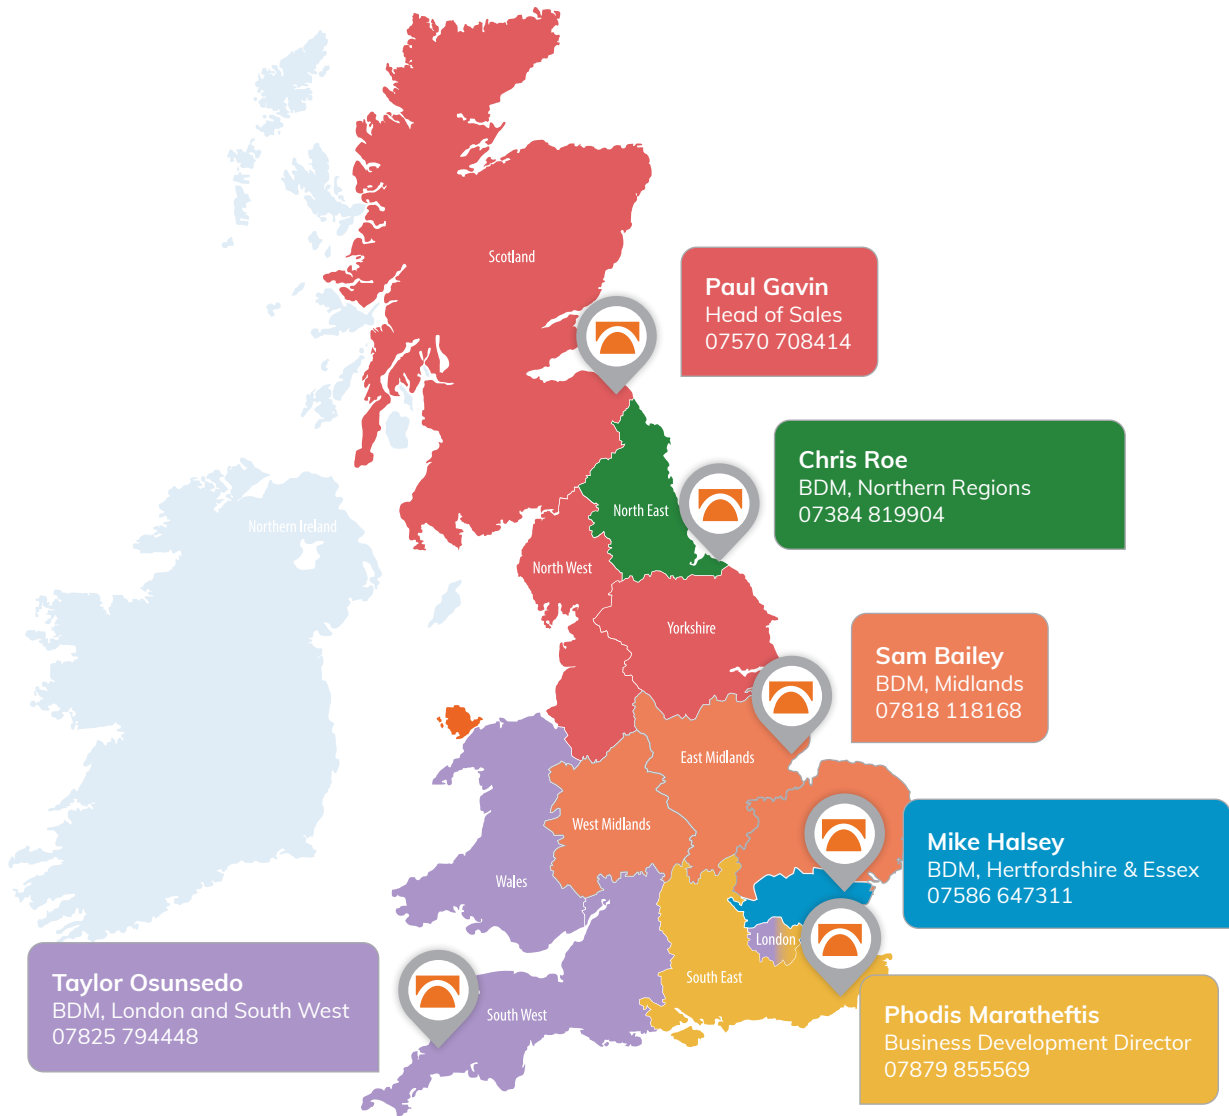 Scotland
Paul Gavin
Head of Sales
07570 708414
Chris Roe
BDM, Northern Regions
07384 819904
North East
Northern Ireland
North West
Yorkshire
Sam Bailey
BDM, Midlands
07818 118168
East Midlands
West Midlands
Mike Halsey
BDM, Hertfordshire & Essex
07586 647311
Wales
London
South East
Taylor Osunsedo
BDM, London and South West
07825 794448
South West
Phodis Maratheftis
Business Development Director
07879 855569